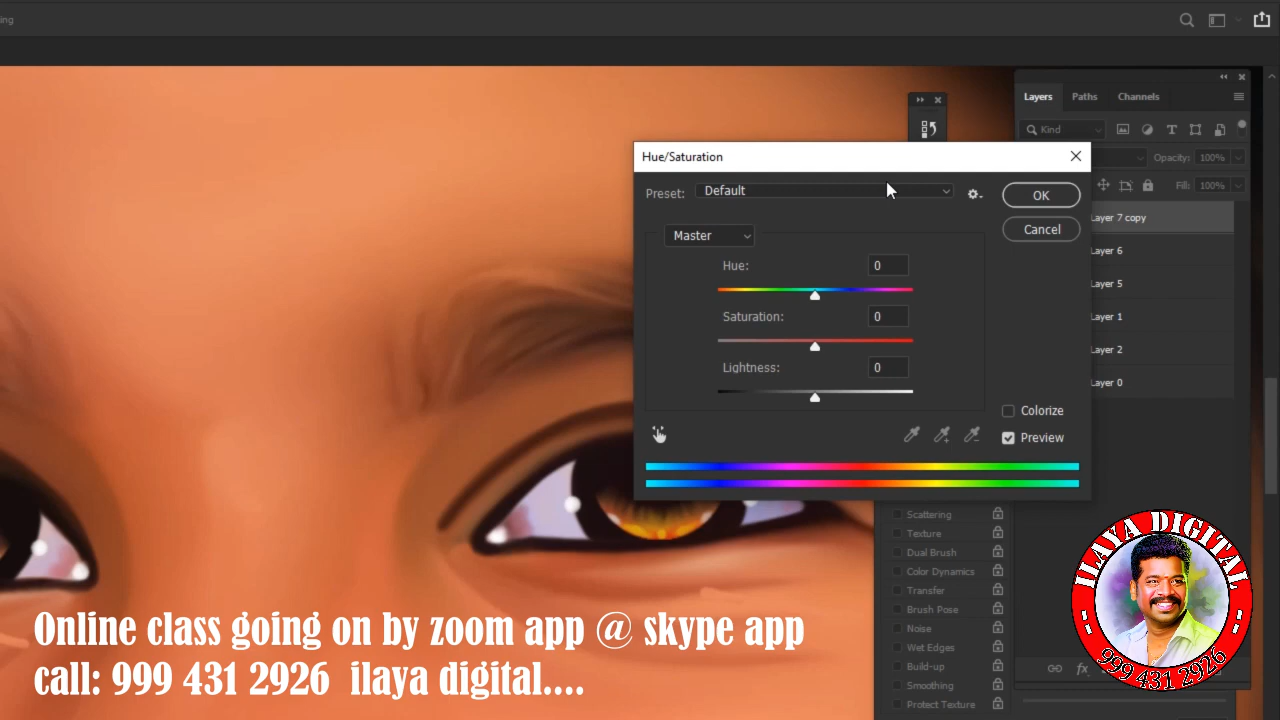 ing
Layers
Paths
Channels
Kind
Opacity: 100%
Fill: 100%
Hue/Saturation
Preset: Default
OK
Cancel
Master
Hue: 0
Saturation: 0
Lightness: 0
Colorize
Preview
Layer 7 copy
Layer 6
Layer 5
Layer 1
Layer 2
Layer 0
Scattering
Texture
Dual Brush
Color Dynamics
Transfer
Brush Pose
Noise
Wet Edges
Build-up
Smoothing
Protect Texture
fx
Online class going on by zoom app @ skype app
call: 999 431 2926 ilaya digital....
ILAYA DIGITAL
999 431 2926